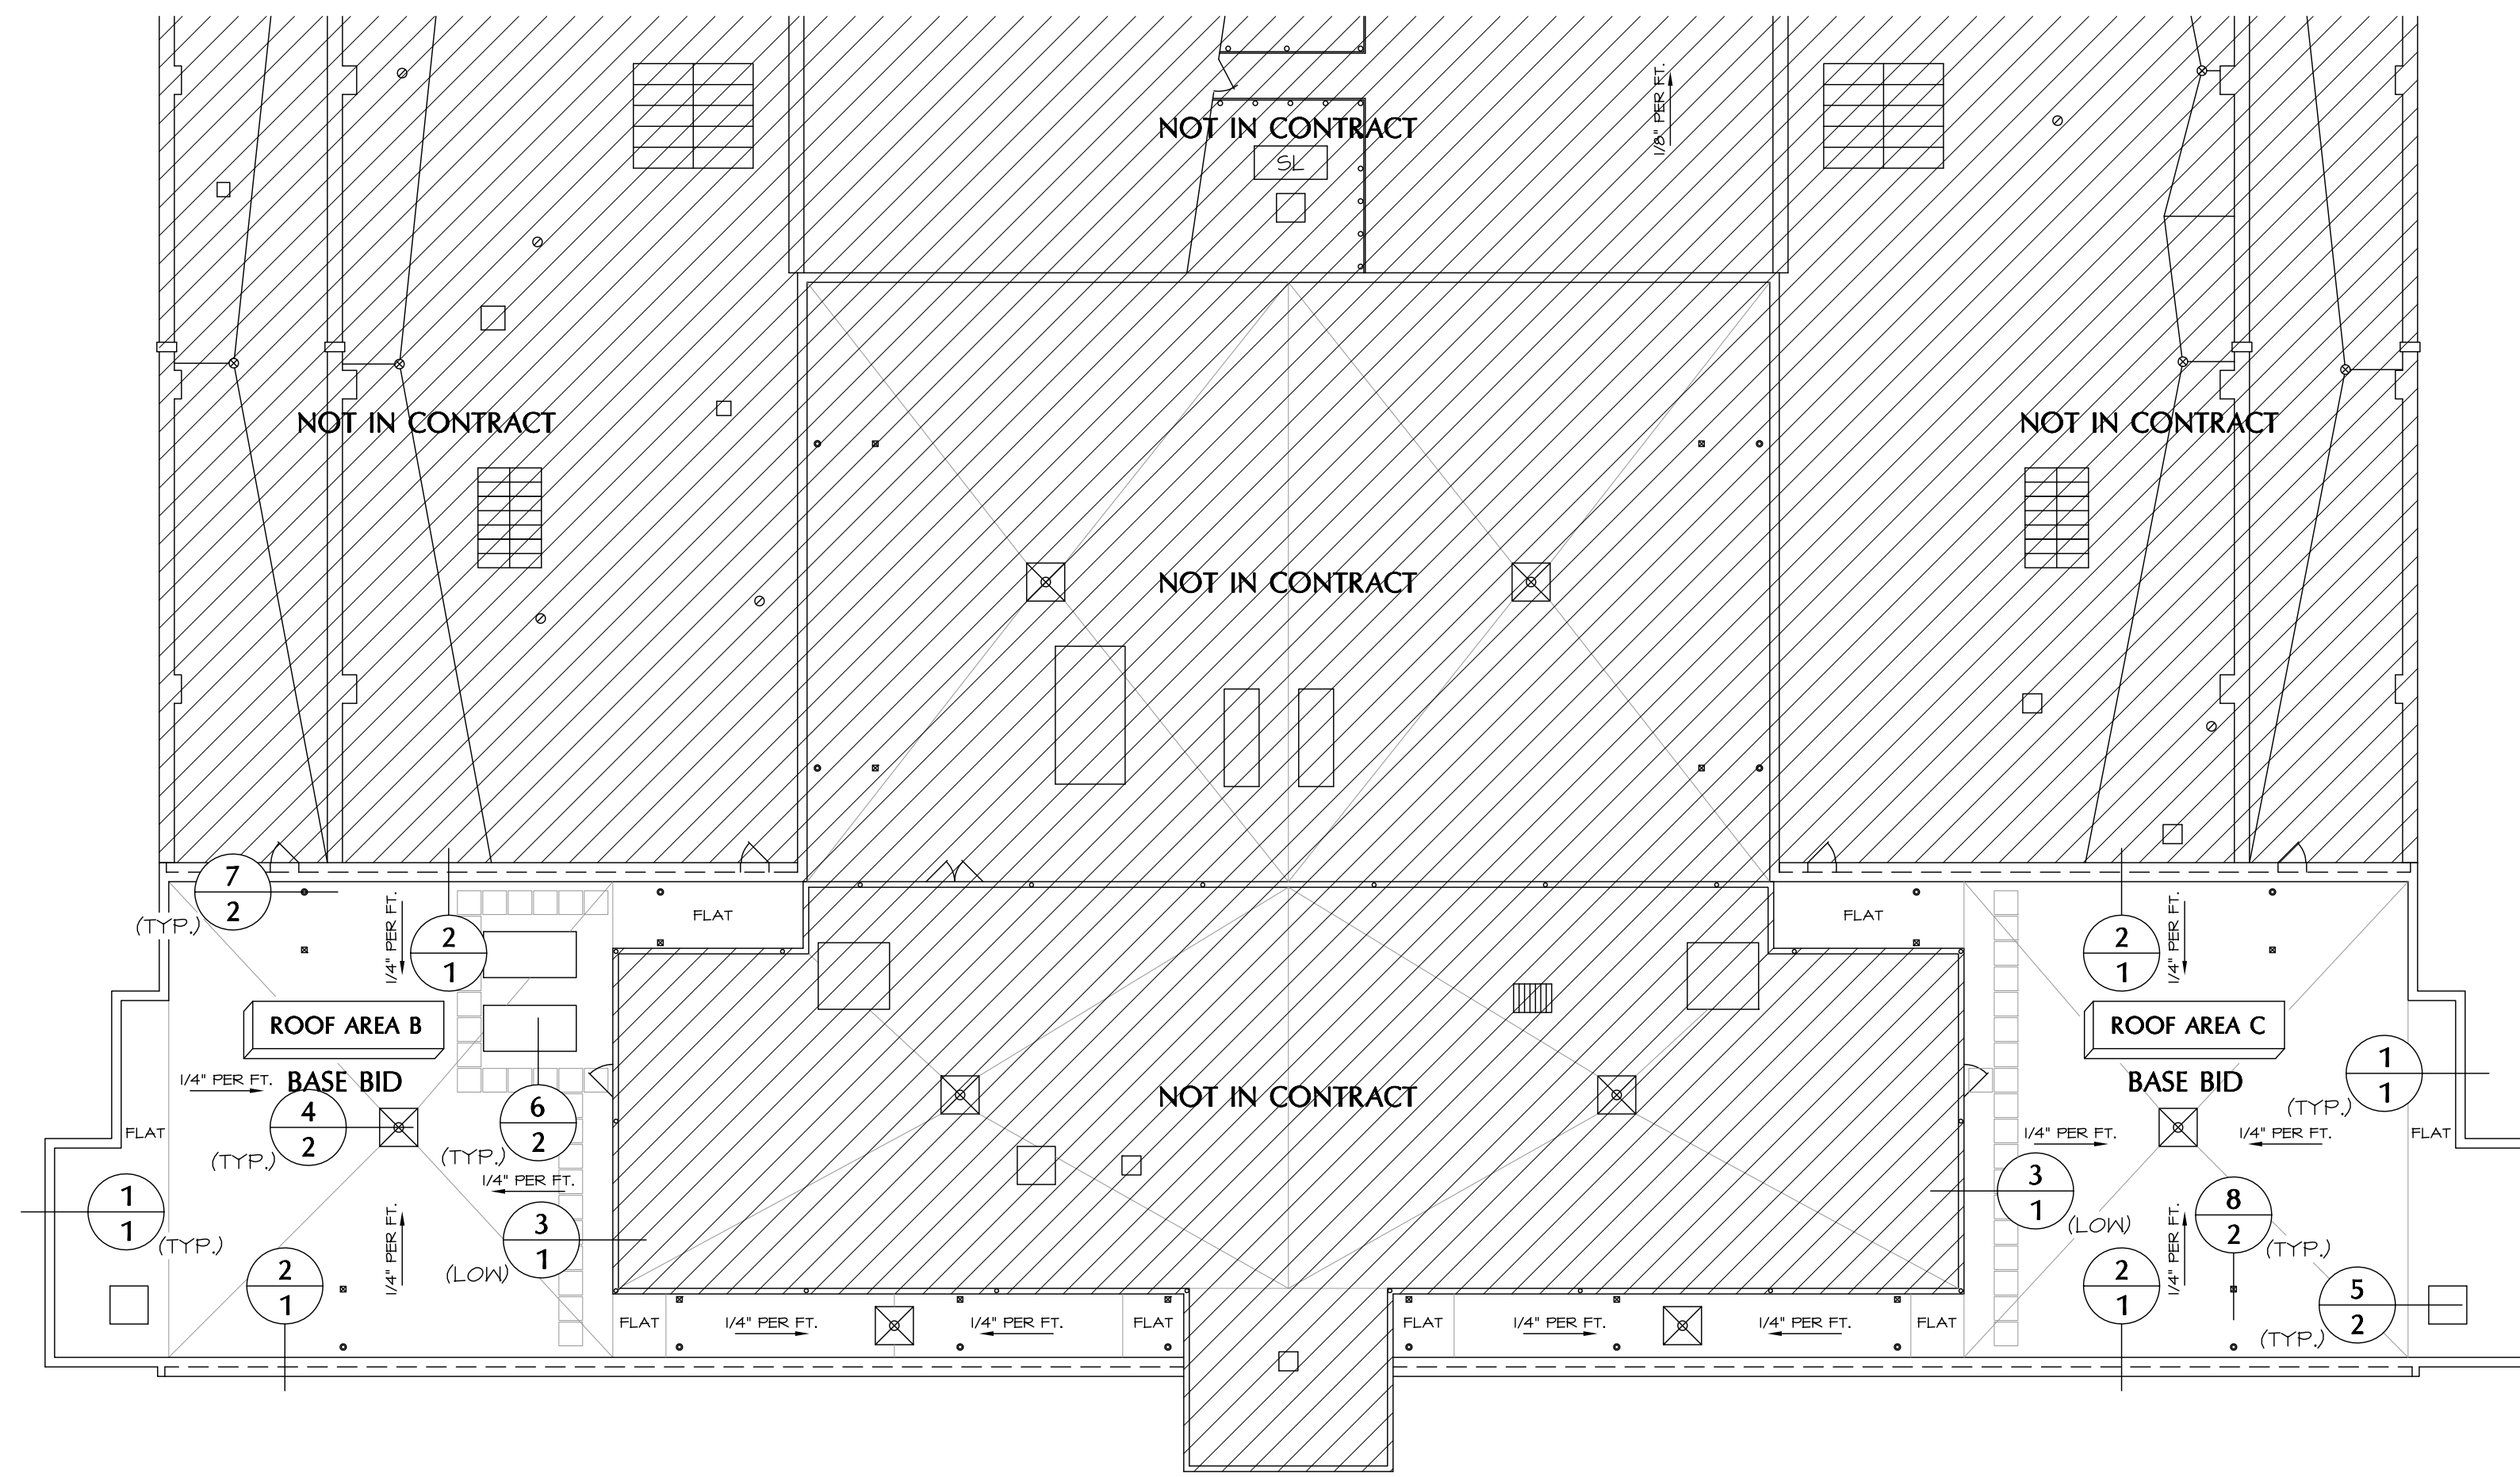 1/8" PER FT.
NOT IN CONTRACT
SL
NOT IN CONTRACT
NOT IN CONTRACT
NOT IN CONTRACT
7
2
(TYP.)
1/4" PER FT.
2
1
FLAT
FLAT
2
1
1/4" PER FT.
ROOF AREA B
BASE BID
1/4" PER FT.
ROOF AREA C
BASE BID
1
1
(TYP.)
NOT IN CONTRACT
4
2
(TYP.)
6
2
(TYP.)
FLAT
1/4" PER FT.
1/4" PER FT.
1/4" PER FT.
FLAT
1
1
(TYP.)
1/4" PER FT.
3
1
(LOW)
3
1
(LOW)
1/4" PER FT.
8
2
(TYP.)
2
1
2
1
5
2
(TYP.)
FLAT
1/4" PER FT.
1/4" PER FT.
FLAT
FLAT
1/4" PER FT.
1/4" PER FT.
FLAT